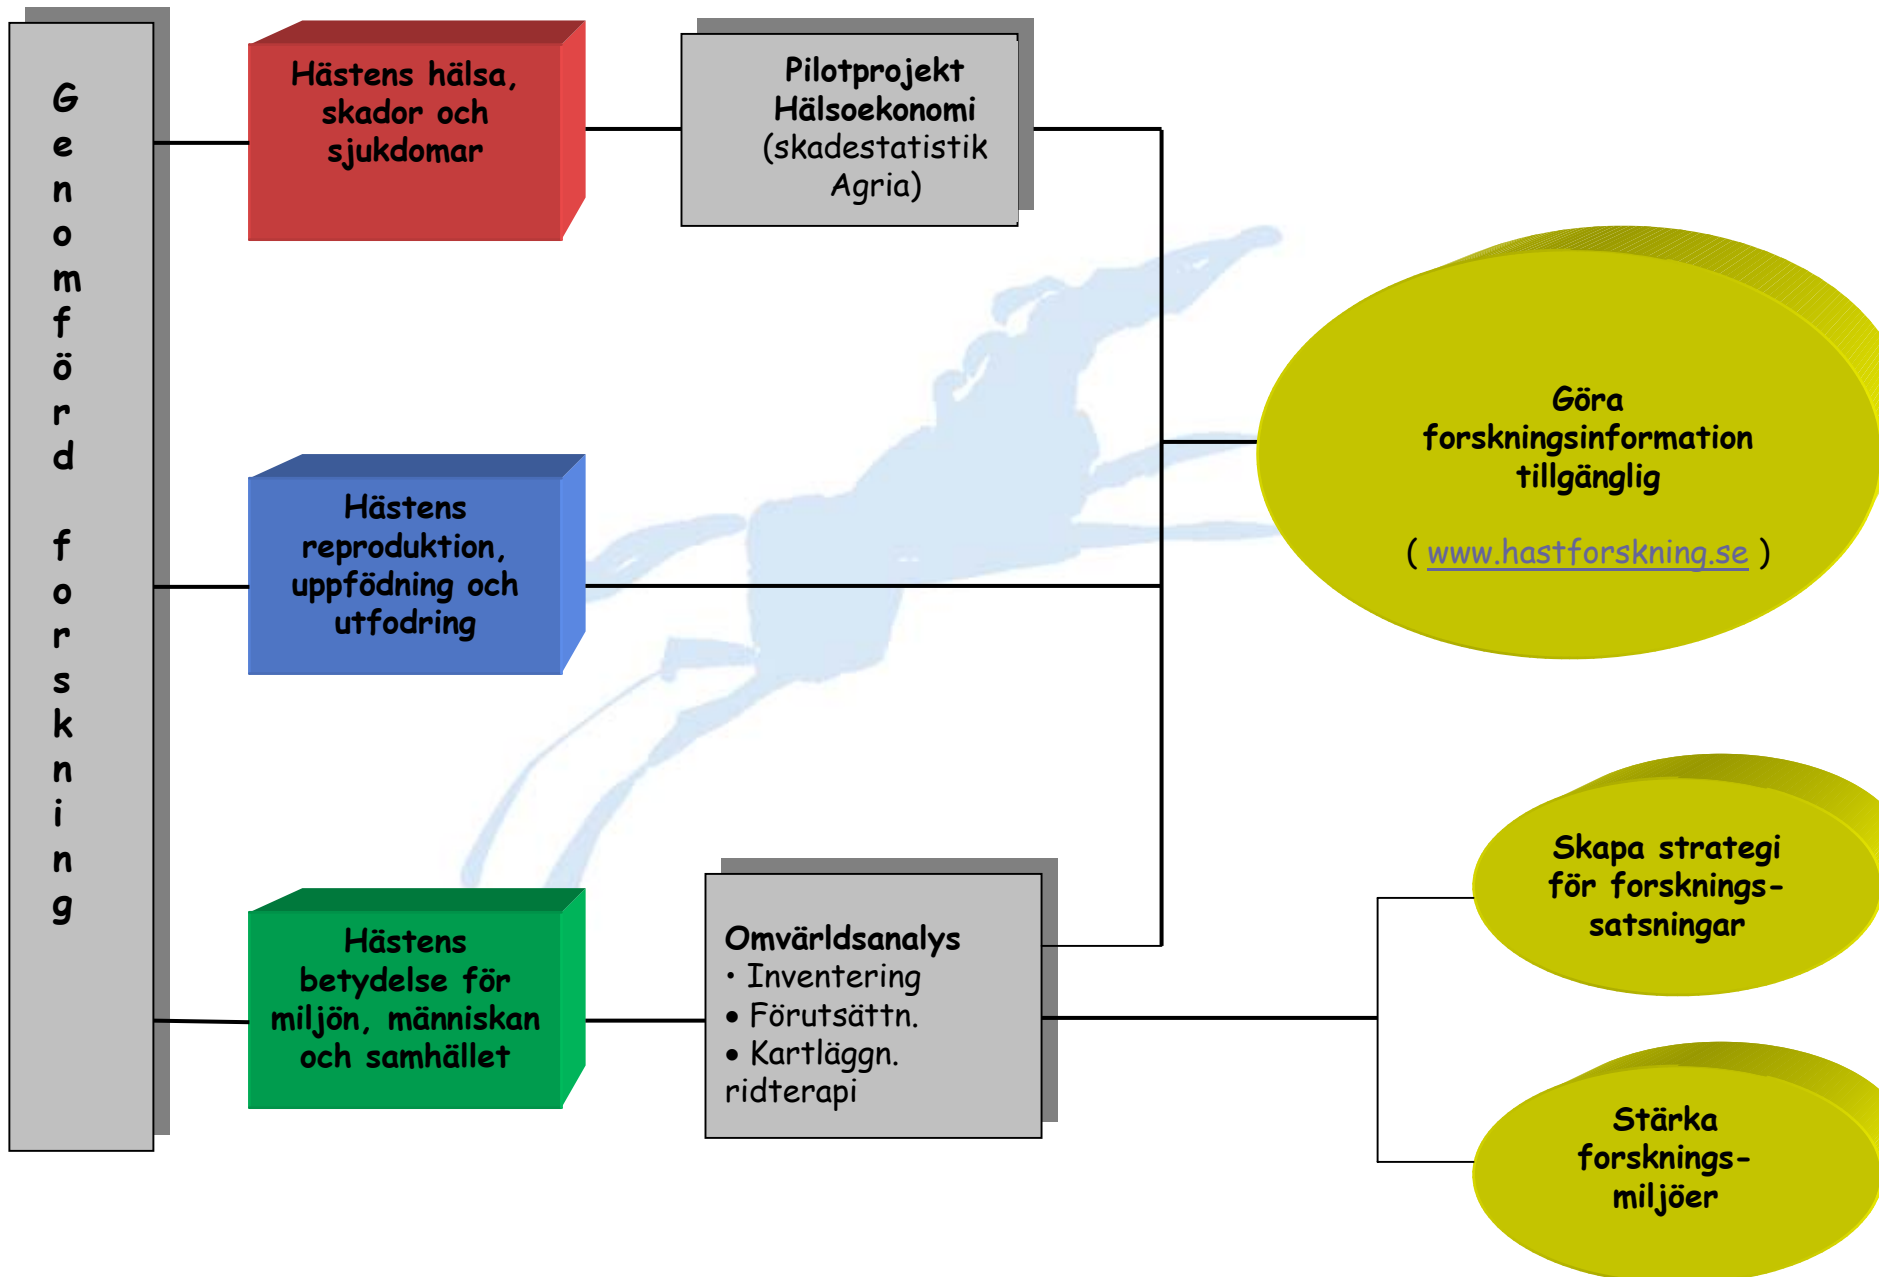 Genomförd forskning
Hästens hälsa,
skador och
sjukdomar
Pilotprojekt
Hälsoekonomi
(skadestatistik
Agria)
Göra
forskningsinformation
tillgänglig
( www.hastforskning.se )
Hästens
reproduktion,
uppfödning och
utfodring
Hästens
betydelse för
miljön, människan
och samhället
Omvärldsanalys
• Inventering
• Förutsättn.
• Kartläggn.
ridterapi
Skapa strategi
för forsknings-
satsningar
Stärka
forsknings-
miljöer